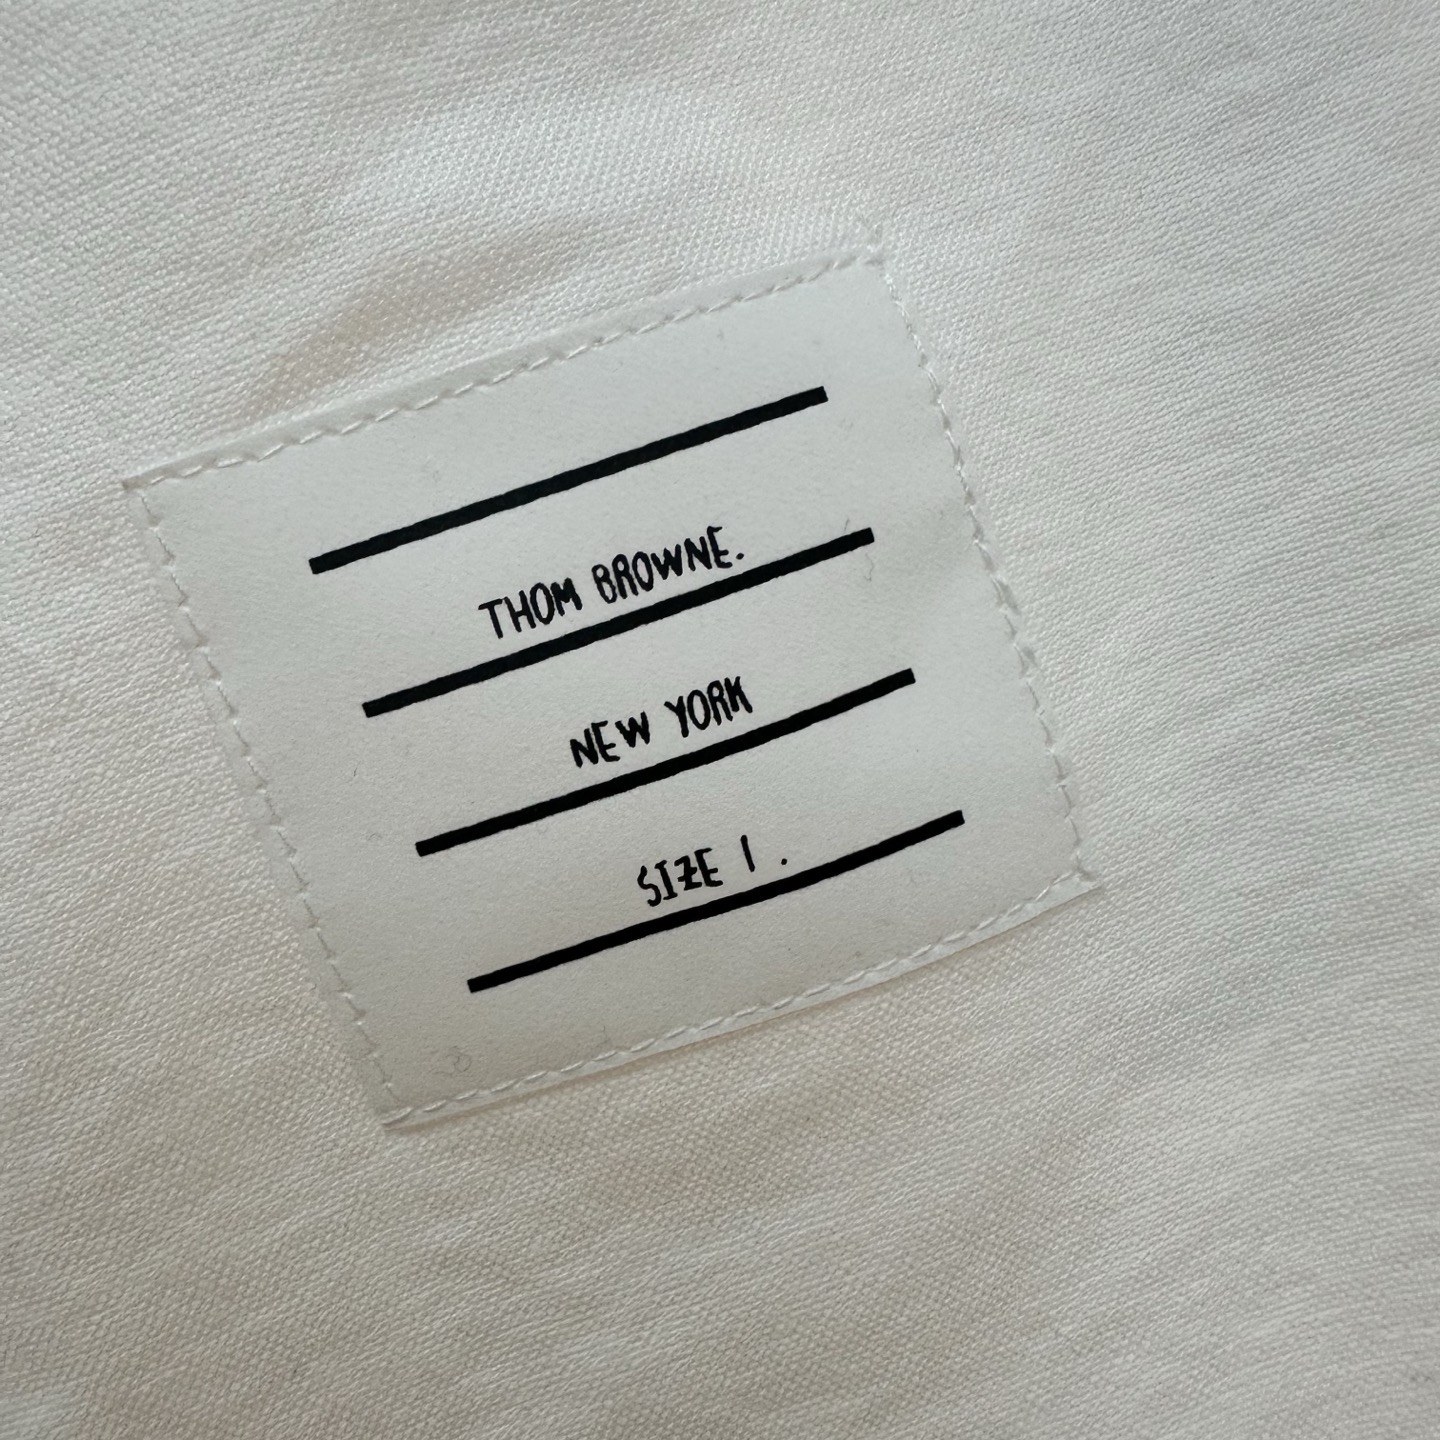 THOM BROWNE.
NEW YORK
SIZE 1 .